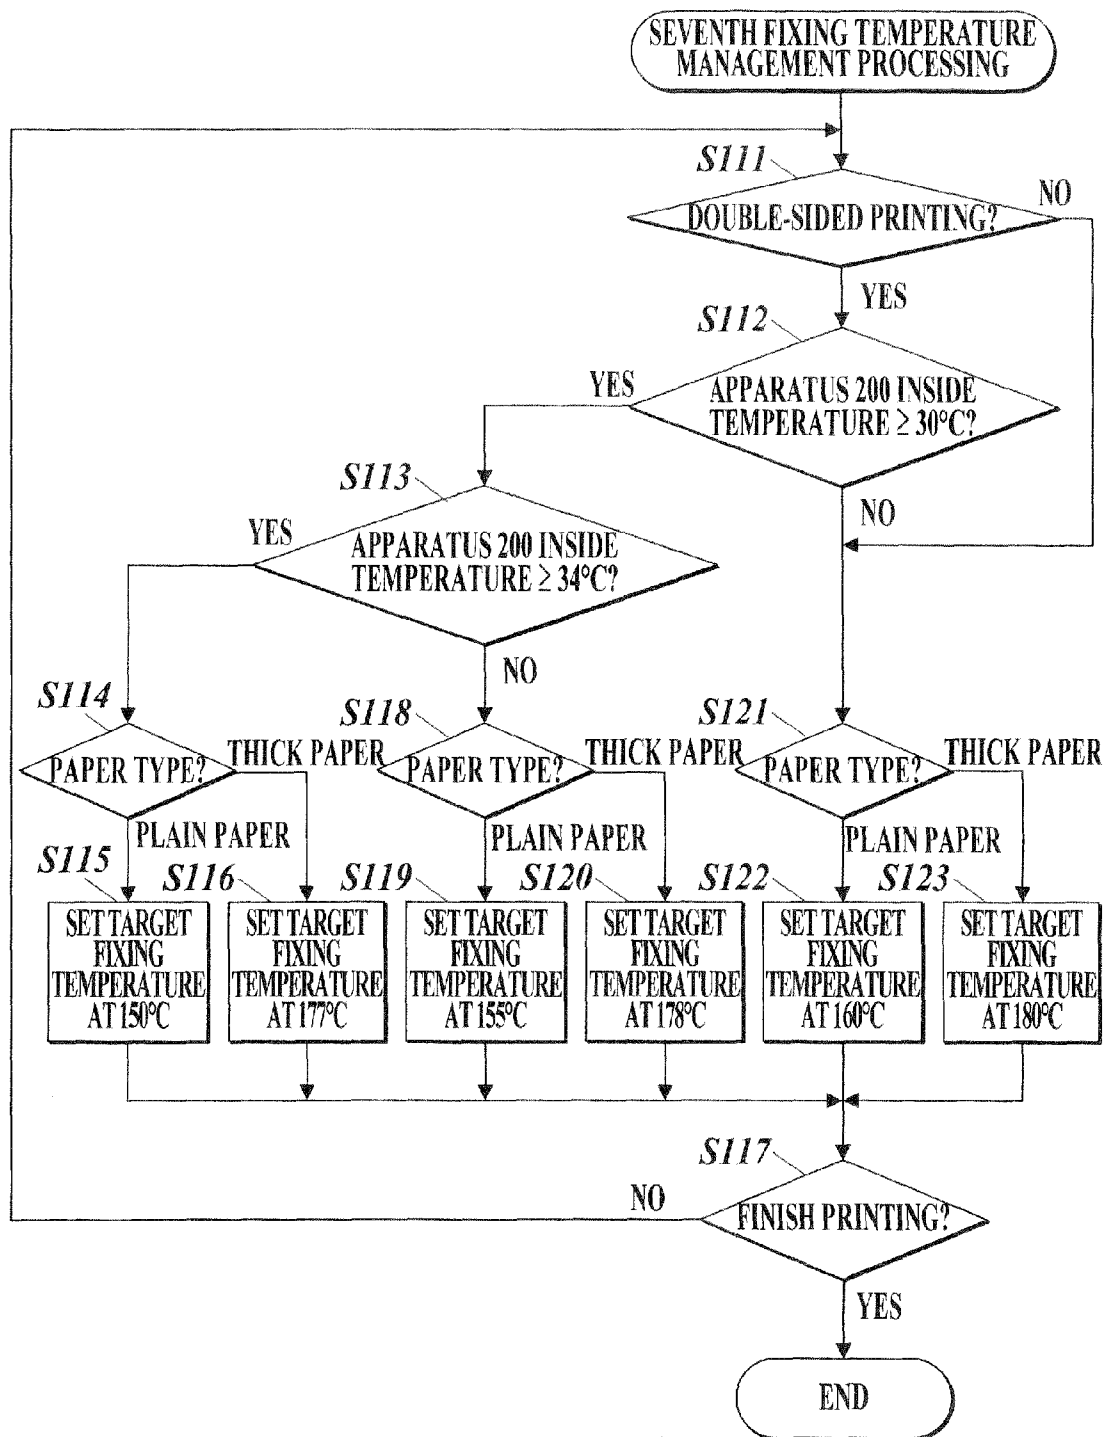 SEVENTH FIXING TEMPERATURE
MANAGEMENT PROCESSING
S111
DOUBLE-SIDED PRINTING?
NO
YES
S112
APPARATUS 200 INSIDE
TEMPERATURE ≥ 30°C?
YES
NO
S113
APPARATUS 200 INSIDE
TEMPERATURE ≥ 34°C?
YES
NO
S114
PAPER TYPE?
THICK PAPER
PLAIN PAPER
S118
PAPER TYPE?
THICK PAPER
PLAIN PAPER
S121
PAPER TYPE?
THICK PAPER
PLAIN PAPER
S115
SET TARGET
FIXING
TEMPERATURE
AT 150°C
S116
SET TARGET
FIXING
TEMPERATURE
AT 177°C
S119
SET TARGET
FIXING
TEMPERATURE
AT 155°C
S120
SET TARGET
FIXING
TEMPERATURE
AT 178°C
S122
SET TARGET
FIXING
TEMPERATURE
AT 160°C
S123
SET TARGET
FIXING
TEMPERATURE
AT 180°C
S117
FINISH PRINTING?
NO
YES
END